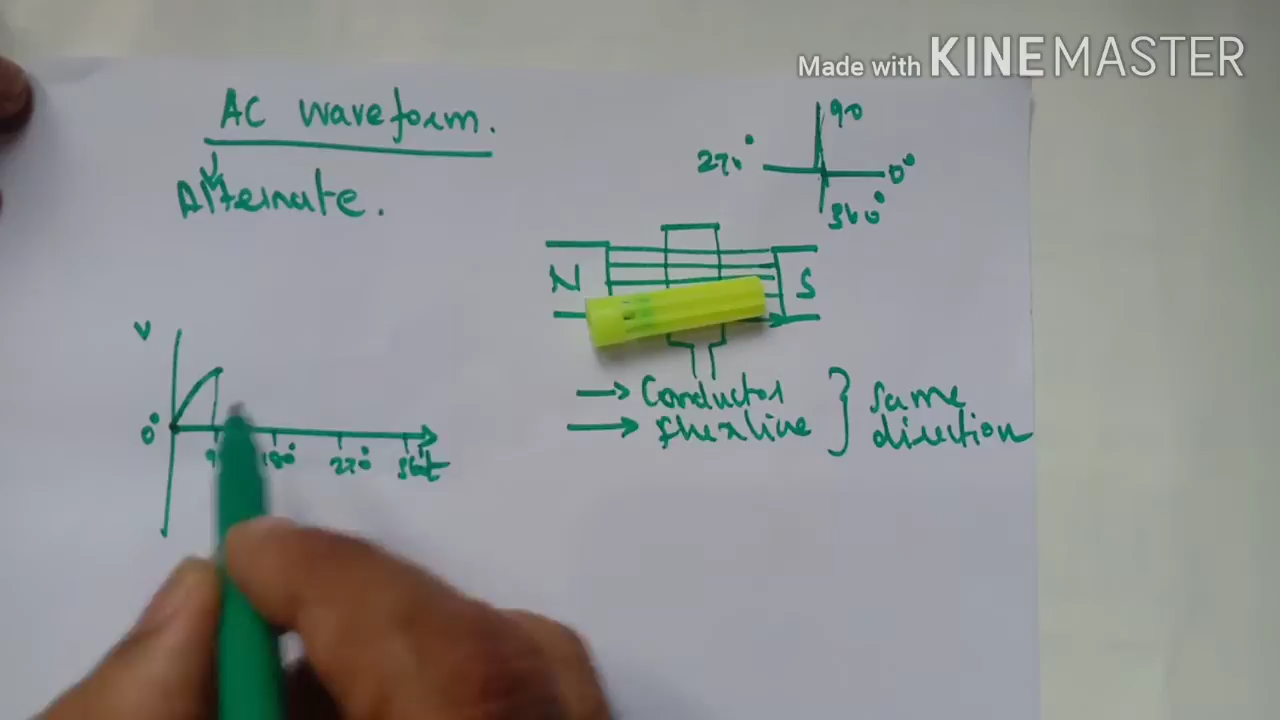 Made with KINEMASTER
AC waveform.
Alternate.
90
270°
0°
360°
N
S
V
0°
180°
270°
360°
t
→ Conductor
→ fluxline
same
direction